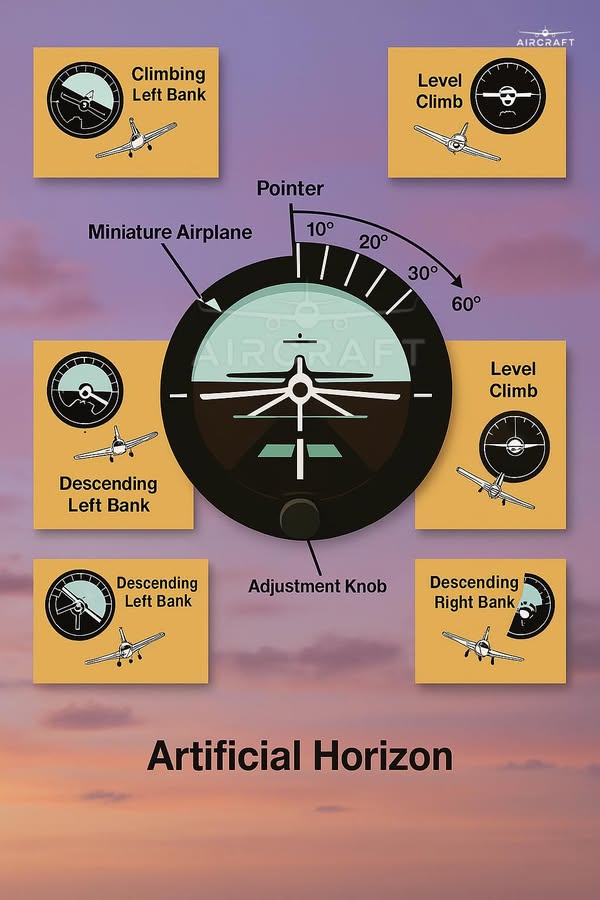 AIRCRAFT
Climbing
Left Bank
Level
Climb
Pointer
Miniature Airplane
10°
20°
30°
60°
AIRCRAFT
Level
Climb
Descending
Left Bank
Descending
Left Bank
Adjustment Knob
Descending
Right Bank
Artificial Horizon